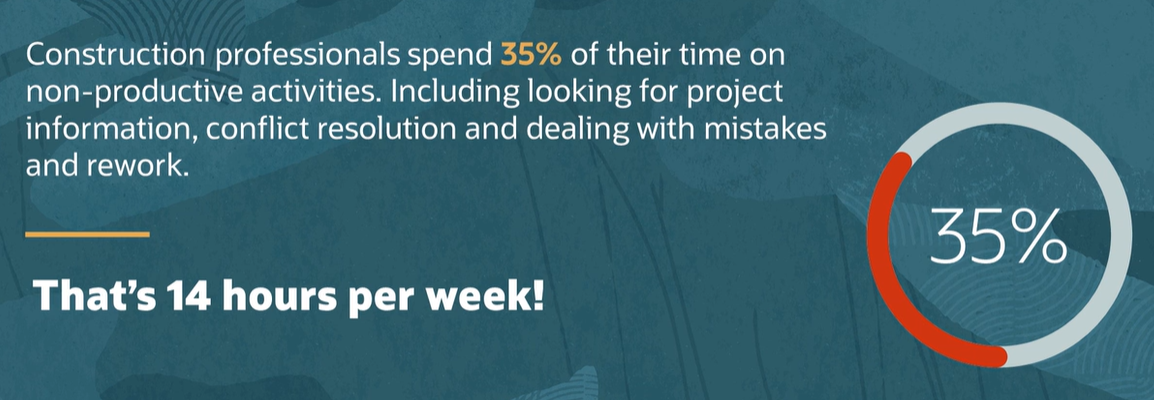 Construction professionals spend 35% of their time on
non-productive activities. Including looking for project
information, conflict resolution and dealing with mistakes
and rework.
That's 14 hours per week!
35%